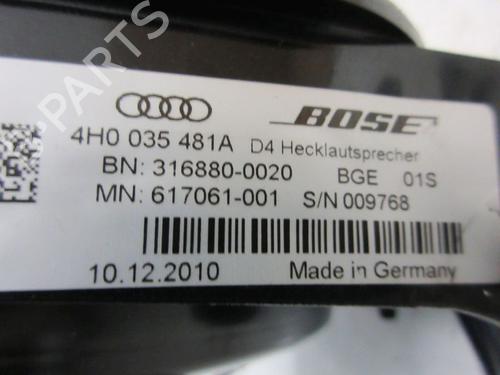 BOSE
4H0 035 481A D4 Hecklautsprecher
BN: 316880-0020 BGE 01S
MN: 617061-001 S/N 009768
10.12.2010 Made in Germany
B-PARTS